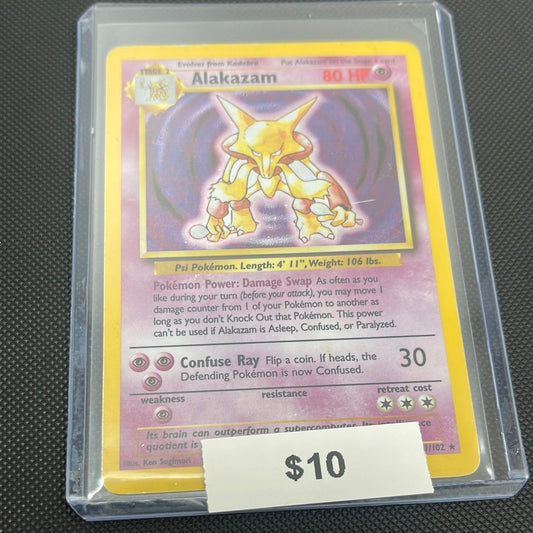 Evolves from Kadabra Put Alakazam on the Stage 1 card
STAGE 2
Alakazam 80 HP
Psi Pokémon. Length: 4' 11", Weight: 106 lbs.
Pokémon Power: Damage Swap As often as you
like during your turn (before your attack), you may move 1
damage counter from 1 of your Pokémon to another as
long as you don't Knock Out that Pokémon. This power
can't be used if Alakazam is Asleep, Confused, or Paralyzed.
Confuse Ray Flip a coin. If heads, the 30
Defending Pokémon is now Confused.
weakness resistance retreat cost
Its brain can outperform a supercomputer. Its intelligence
quotient is
Illus. Ken Sugimori /102 ★
$10